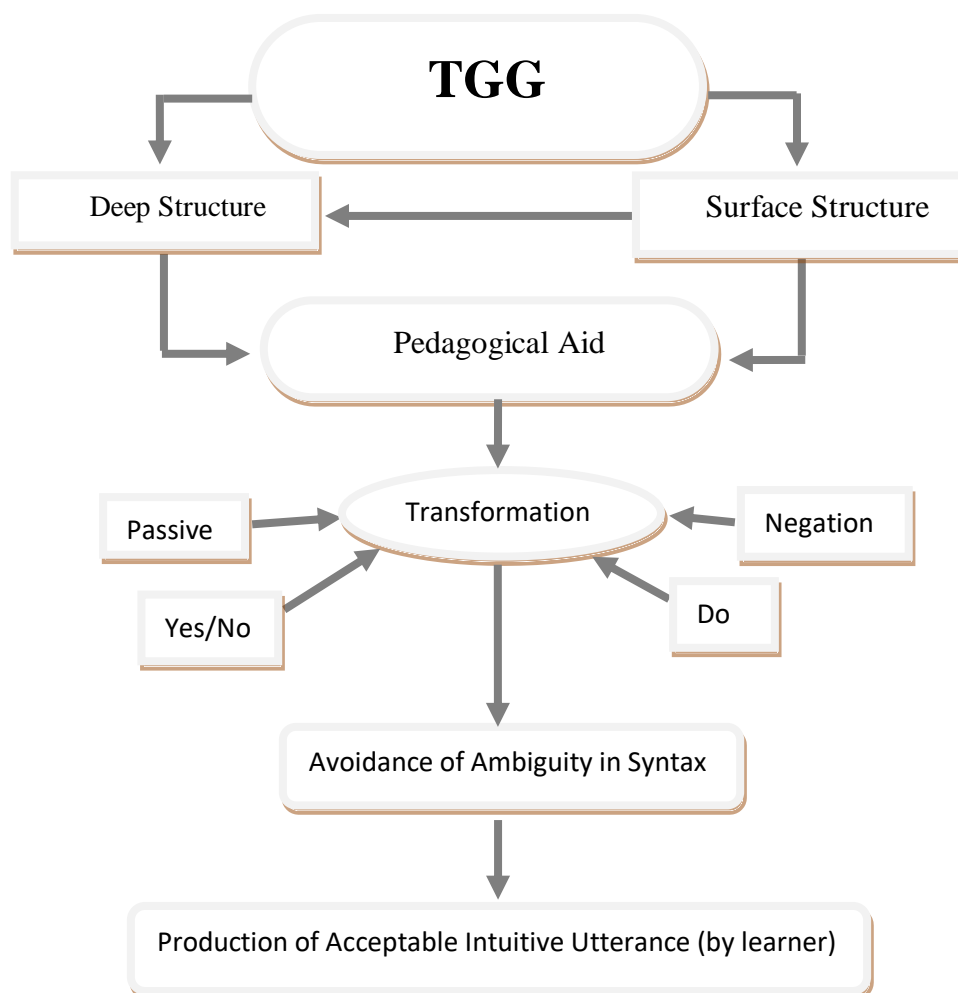 TGG
Deep Structure
Surface Structure
Pedagogical Aid
Transformation
Passive
Negation
Yes/No
Do
Avoidance of Ambiguity in Syntax
Production of Acceptable Intuitive Utterance (by learner)